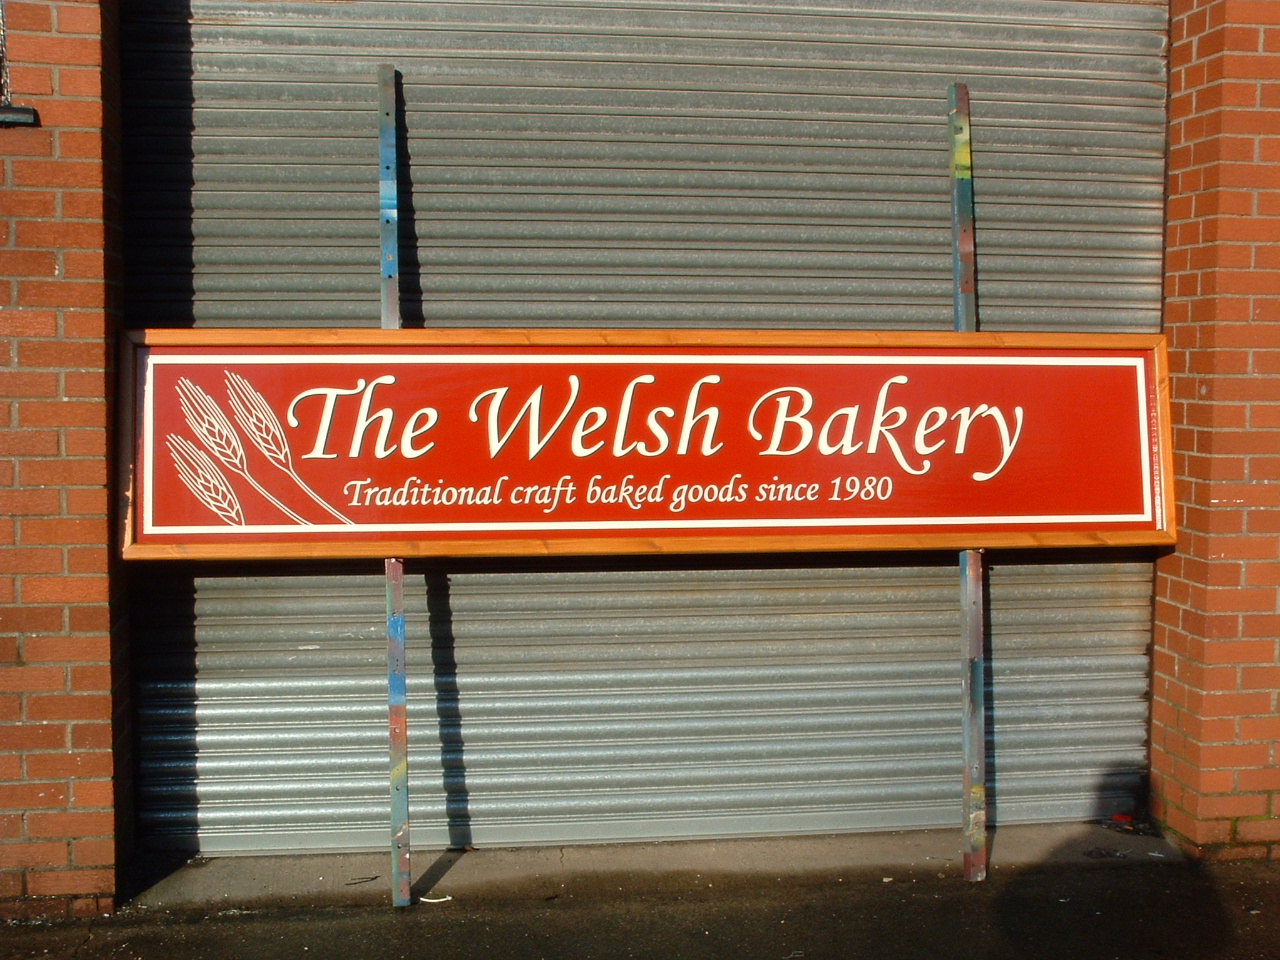 The Welsh Bakery
Traditional craft baked goods since 1980